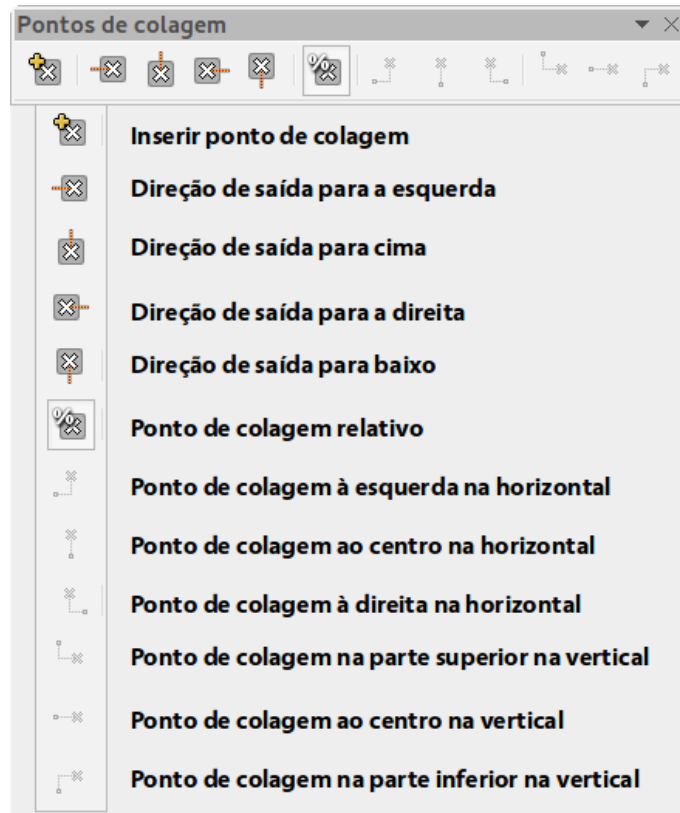 Pontos de colagem
Inserir ponto de colagem
Direção de saída para a esquerda
Direção de saída para cima
Direção de saída para a direita
Direção de saída para baixo
Ponto de colagem relativo
Ponto de colagem à esquerda na horizontal
Ponto de colagem ao centro na horizontal
Ponto de colagem à direita na horizontal
Ponto de colagem na parte superior na vertical
Ponto de colagem ao centro na vertical
Ponto de colagem na parte inferior na vertical